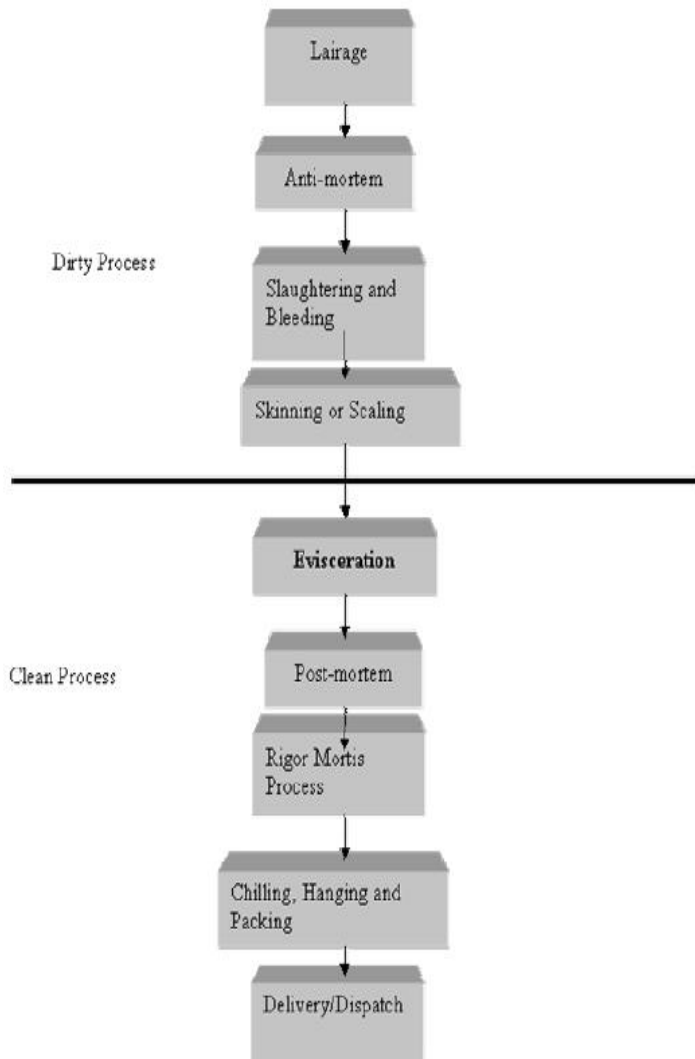 Lairage
Anti-mortem
Dirty Process
Slaughtering and
Bleeding
Skinning or Scaling
Evisceration
Clean Process
Post-mortem
Rigor Mortis
Process
Chilling, Hanging and
Packing
Delivery/Dispatch